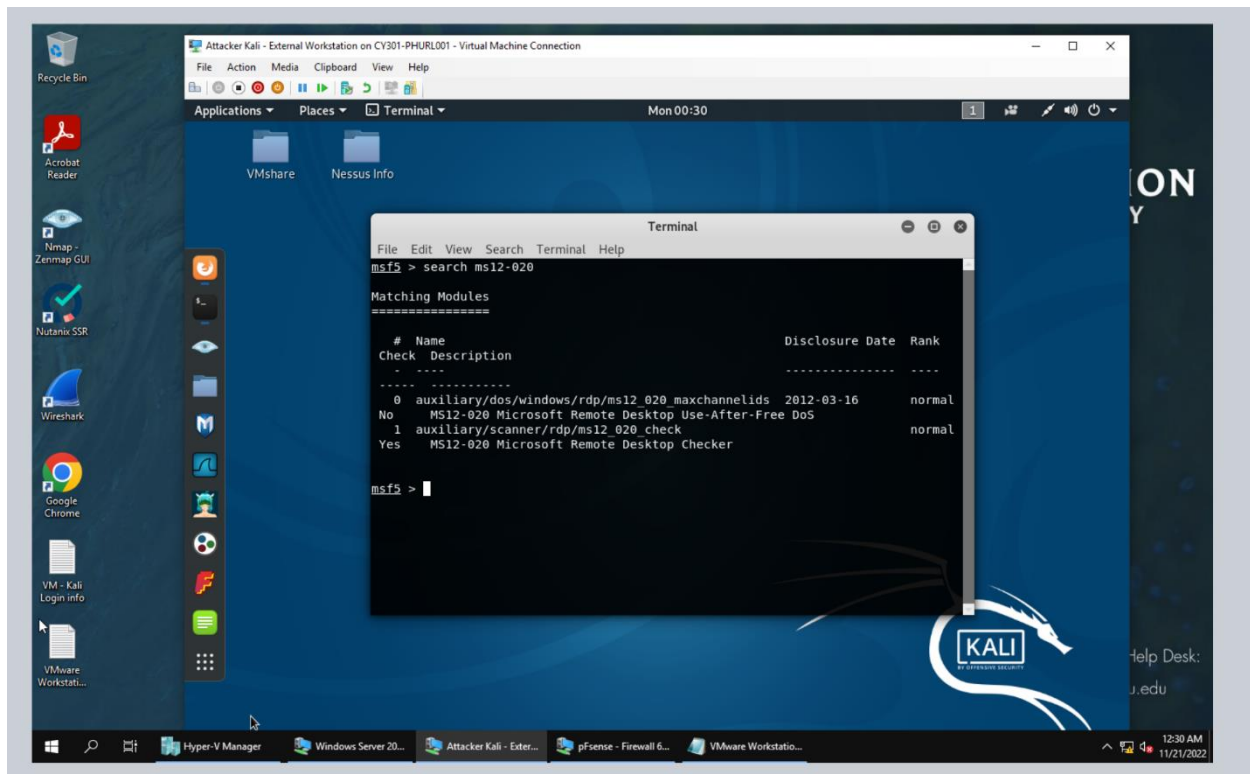 Recycle Bin
Acrobat
Reader
Nmap -
Zenmap GUI
Nutanix SSR
Wireshark
Google
Chrome
VM - Kali
Login info
VMware
Workstati...
Attacker Kali - External Workstation on CY301-PHURL001 - Virtual Machine Connection
File Action Media Clipboard View Help
Applications Places Terminal Mon 00:30 1
VMshare Nessus Info
Terminal
File Edit View Search Terminal Help
msf5 > search ms12-020
Matching Modules
================
# Name Disclosure Date Rank
Check Description
- ---- --------------- ----
----- -----------
0 auxiliary/dos/windows/rdp/ms12_020_maxchannelids 2012-03-16 normal
No MS12-020 Microsoft Remote Desktop Use-After-Free DoS
1 auxiliary/scanner/rdp/ms12_020_check normal
Yes MS12-020 Microsoft Remote Desktop Checker
msf5 >
KALI
BY OFFENSIVE SECURITY
ION
Y
Help Desk:
u.edu
Hyper-V Manager Windows Server 20... Attacker Kali - Exter... pFsense - Firewall 6... VMware Workstatio...
12:30 AM
11/21/2022